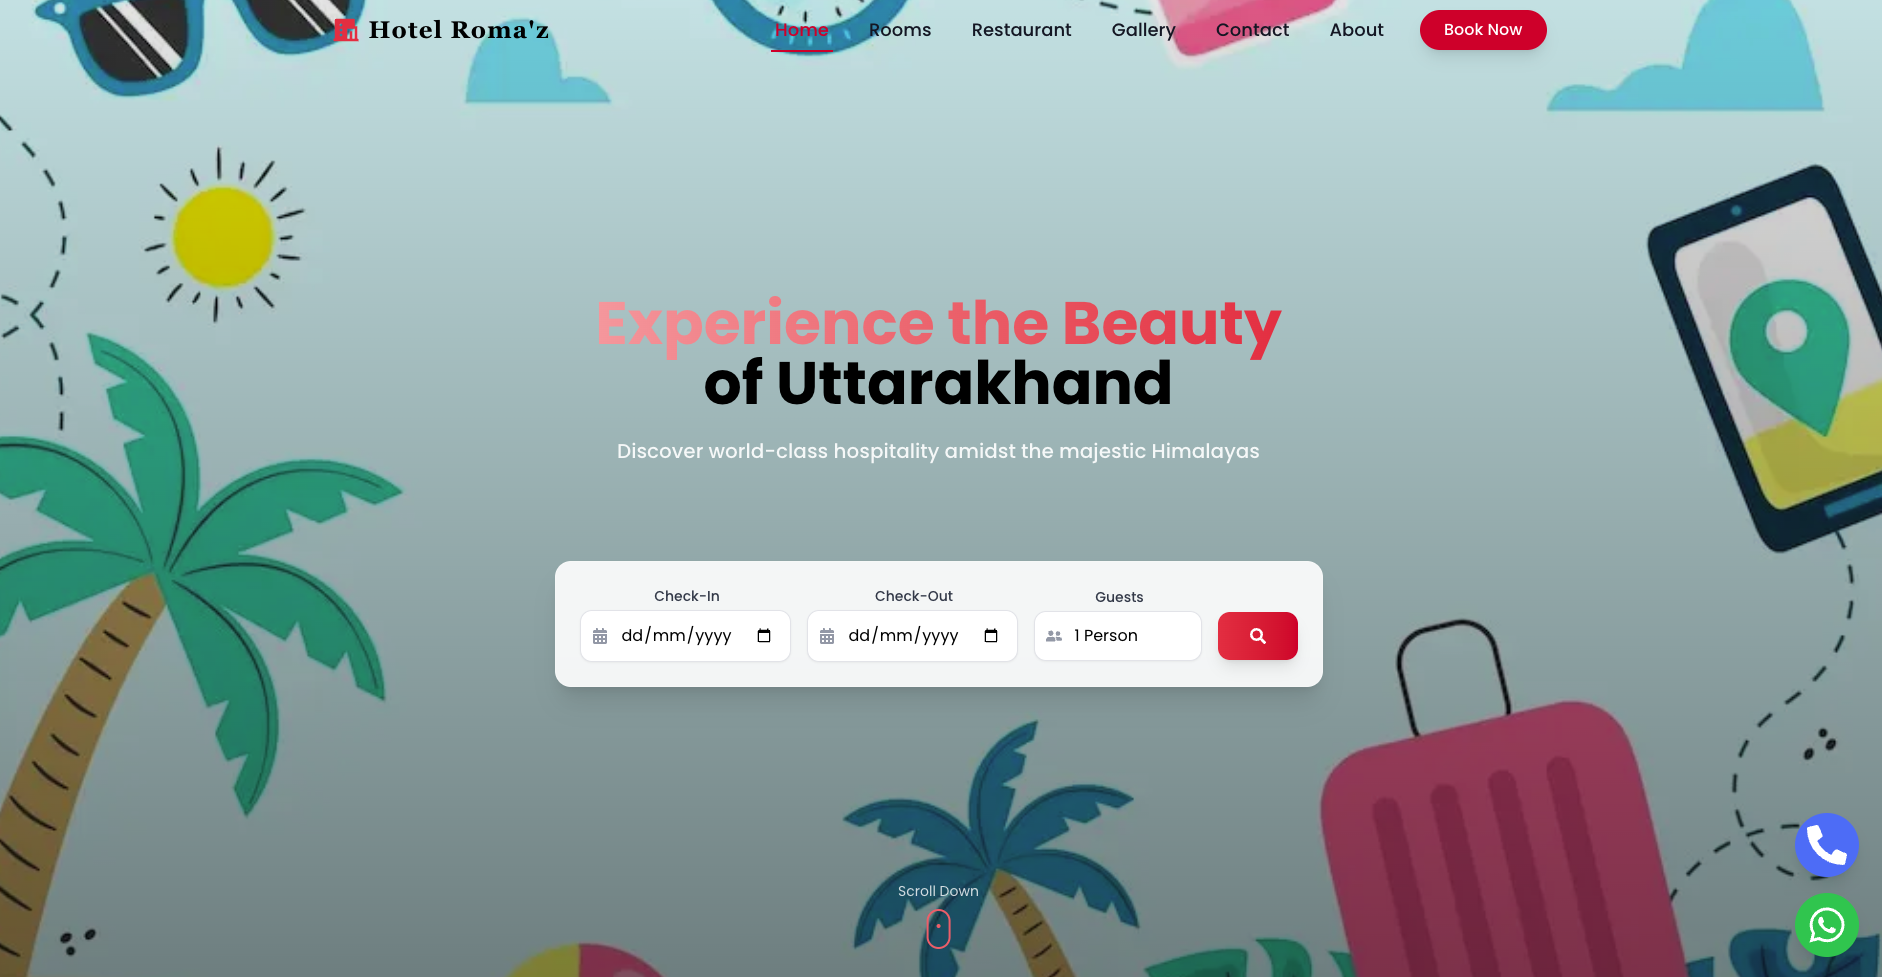 Hotel Roma'z
Home
Rooms
Restaurant
Gallery
Contact
About
Book Now
Experience the Beauty
of Uttarakhand
Discover world-class hospitality amidst the majestic Himalayas
Check-In
Check-Out
Guests
dd/mm/yyyy
dd/mm/yyyy
1 Person
Scroll Down